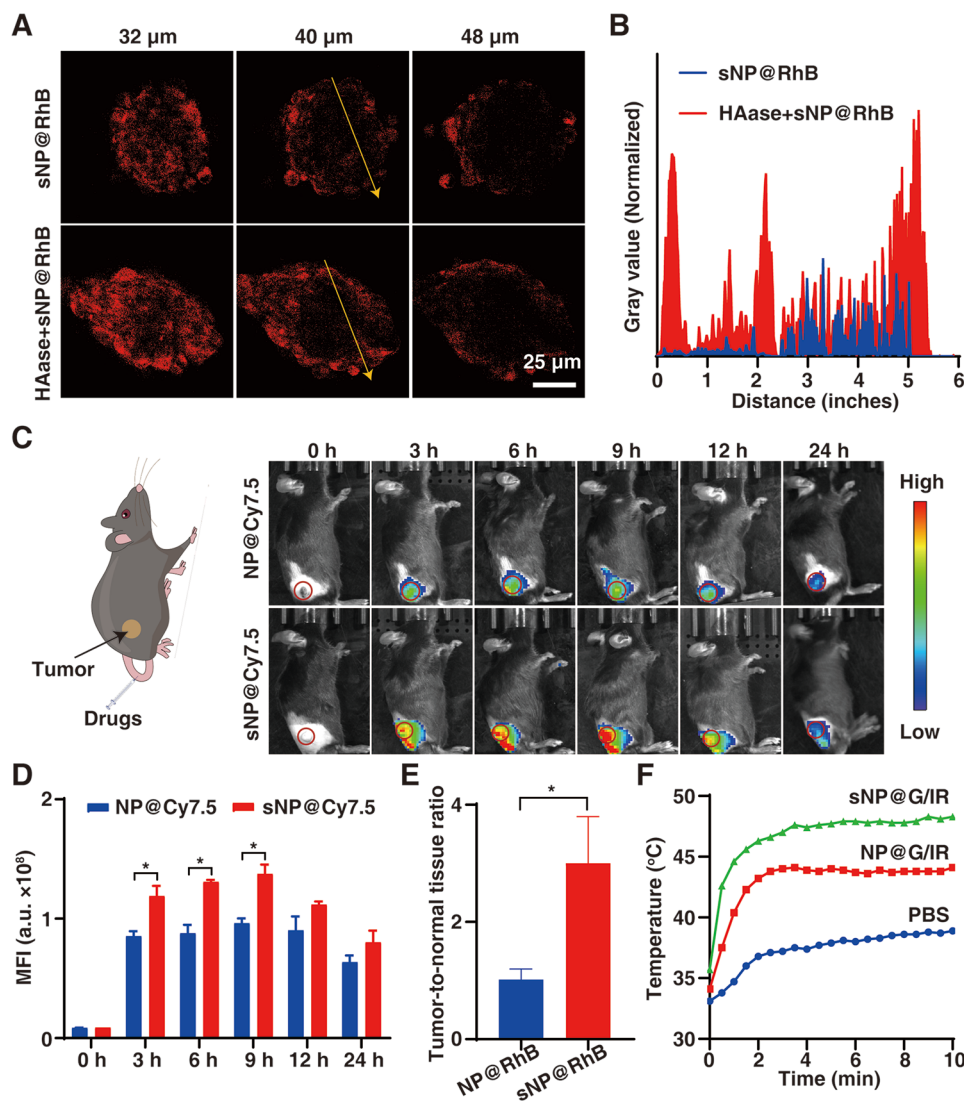 A
32 μm
40 μm
48 μm
sNP@RhB
HAase+sNP@RhB
25 μm
B
sNP@RhB
HAase+sNP@RhB
Gray value (Normalized)
0 1 2 3 4 5 6
Distance (inches)
C
0 h
3 h
6 h
9 h
12 h
24 h
NP@Cy7.5
sNP@Cy7.5
Tumor
Drugs
High
Low
D
NP@Cy7.5
sNP@Cy7.5
MFI (a.u. ×10⁸)
2
1
0
* * *
0 h 3 h 6 h 9 h 12 h 24 h
E
Tumor-to-normal tissue ratio
4
2
0
*
NP@RhB
sNP@RhB
F
Temperature (°C)
50
45
40
35
30
sNP@G/IR
NP@G/IR
PBS
0 2 4 6 8 10
Time (min)